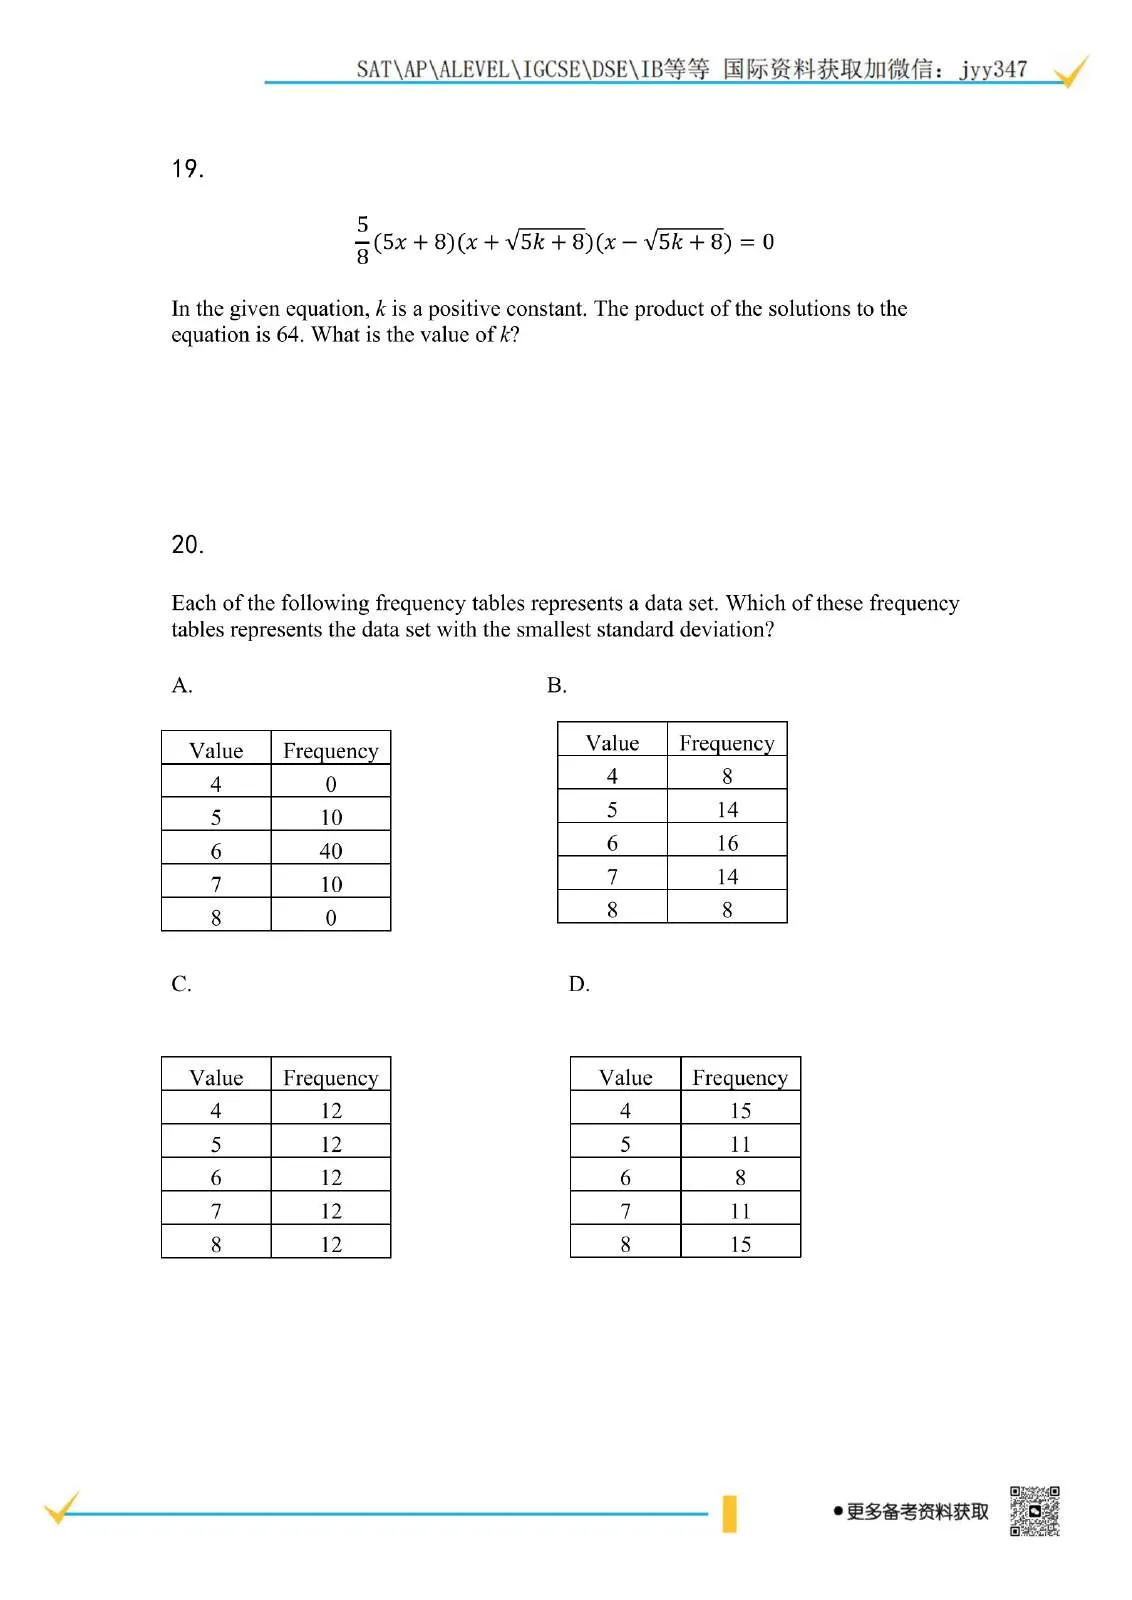 SAT\AP\ALEVEL\IGCSE\DSE\IB等等 国际资料获取加微信：jyy347
19.
5/8(5x + 8)(x + √(5k + 8))(x − √(5k + 8)) = 0
In the given equation, k is a positive constant. The product of the solutions to the
equation is 64. What is the value of k?
20.
Each of the following frequency tables represents a data set. Which of these frequency
tables represents the data set with the smallest standard deviation?
A.
Value Frequency
4 0
5 10
6 40
7 10
8 0
B.
Value Frequency
4 8
5 14
6 16
7 14
8 8
C.
Value Frequency
4 12
5 12
6 12
7 12
8 12
D.
Value Frequency
4 15
5 11
6 8
7 11
8 15
●更多备考资料获取